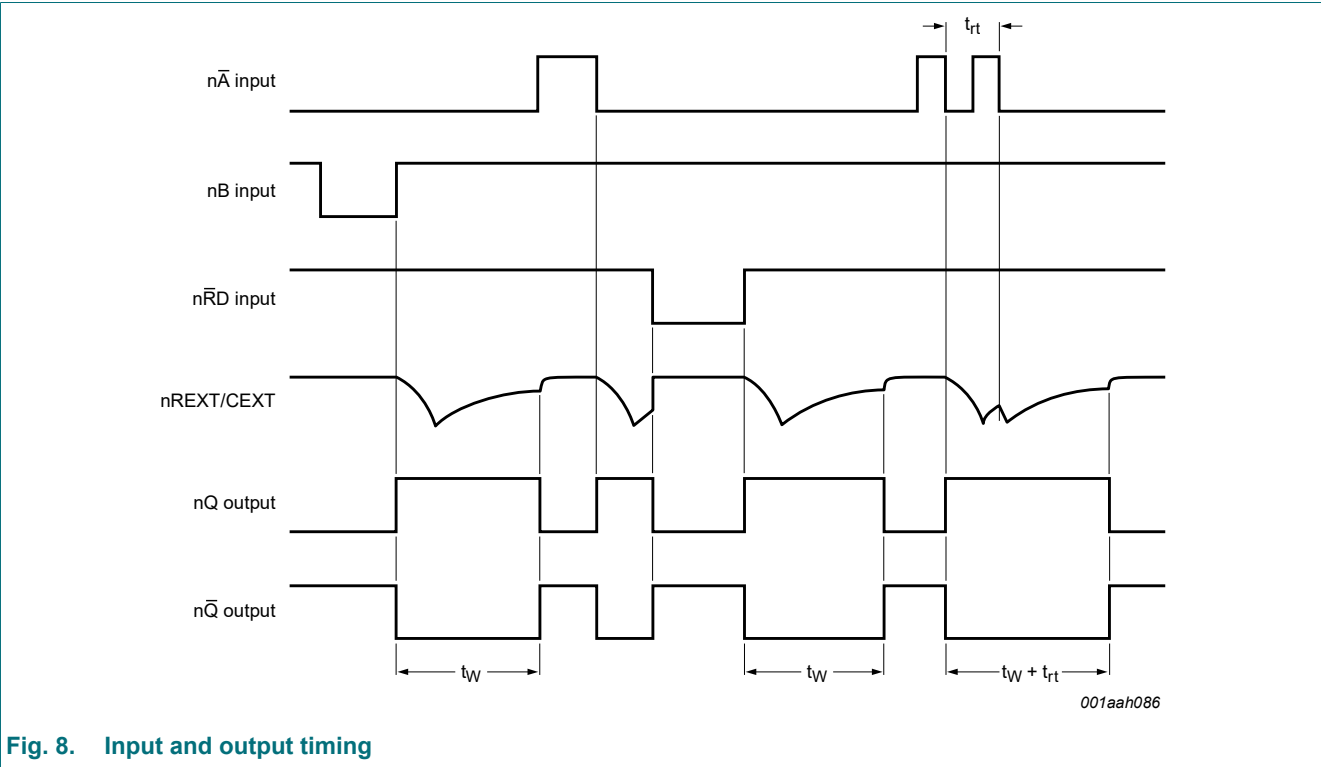 t_rt
nA̅ input
nB input
nR̅D input
nREXT/CEXT
nQ output
nQ̅ output
t_W
t_W
t_W + t_rt
001aah086
Fig. 8. Input and output timing